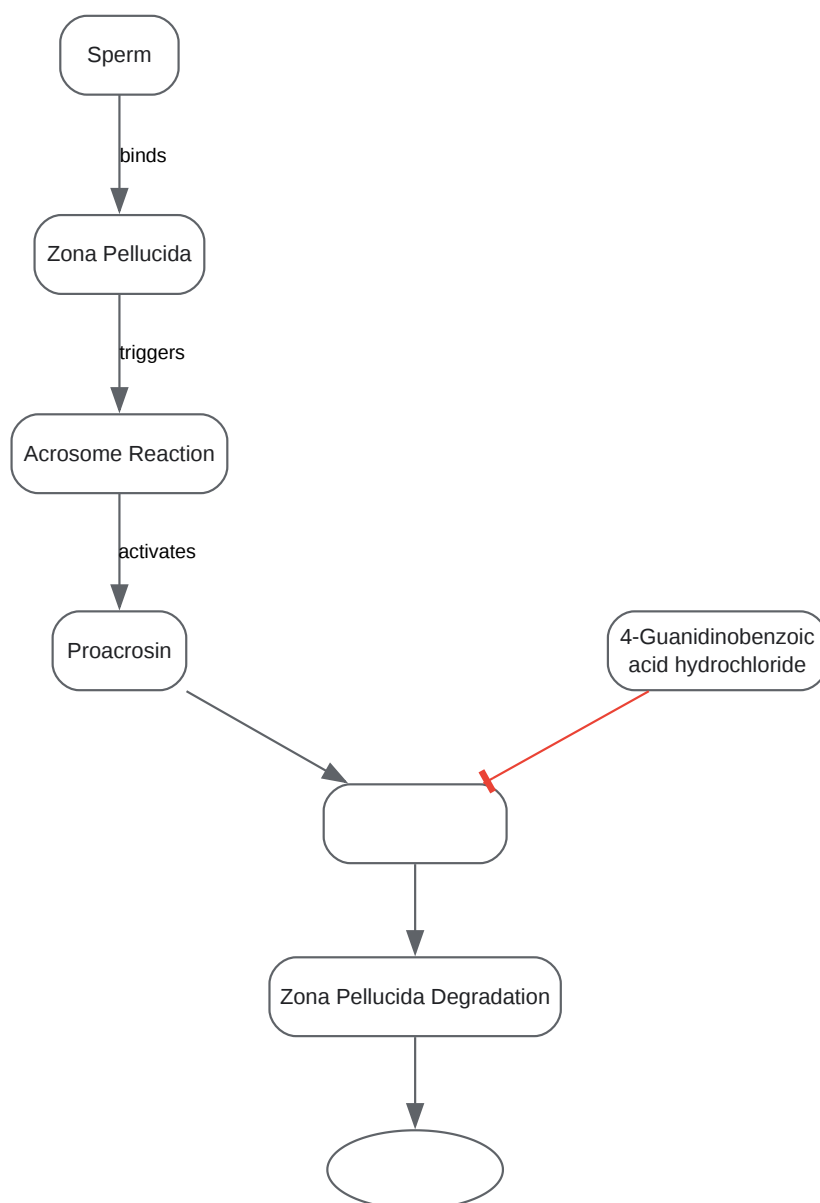 Sperm
binds
Zona Pellucida
triggers
Acrosome Reaction
activates
Proacrosin
4-Guanidinobenzoic
acid hydrochloride
Zona Pellucida Degradation